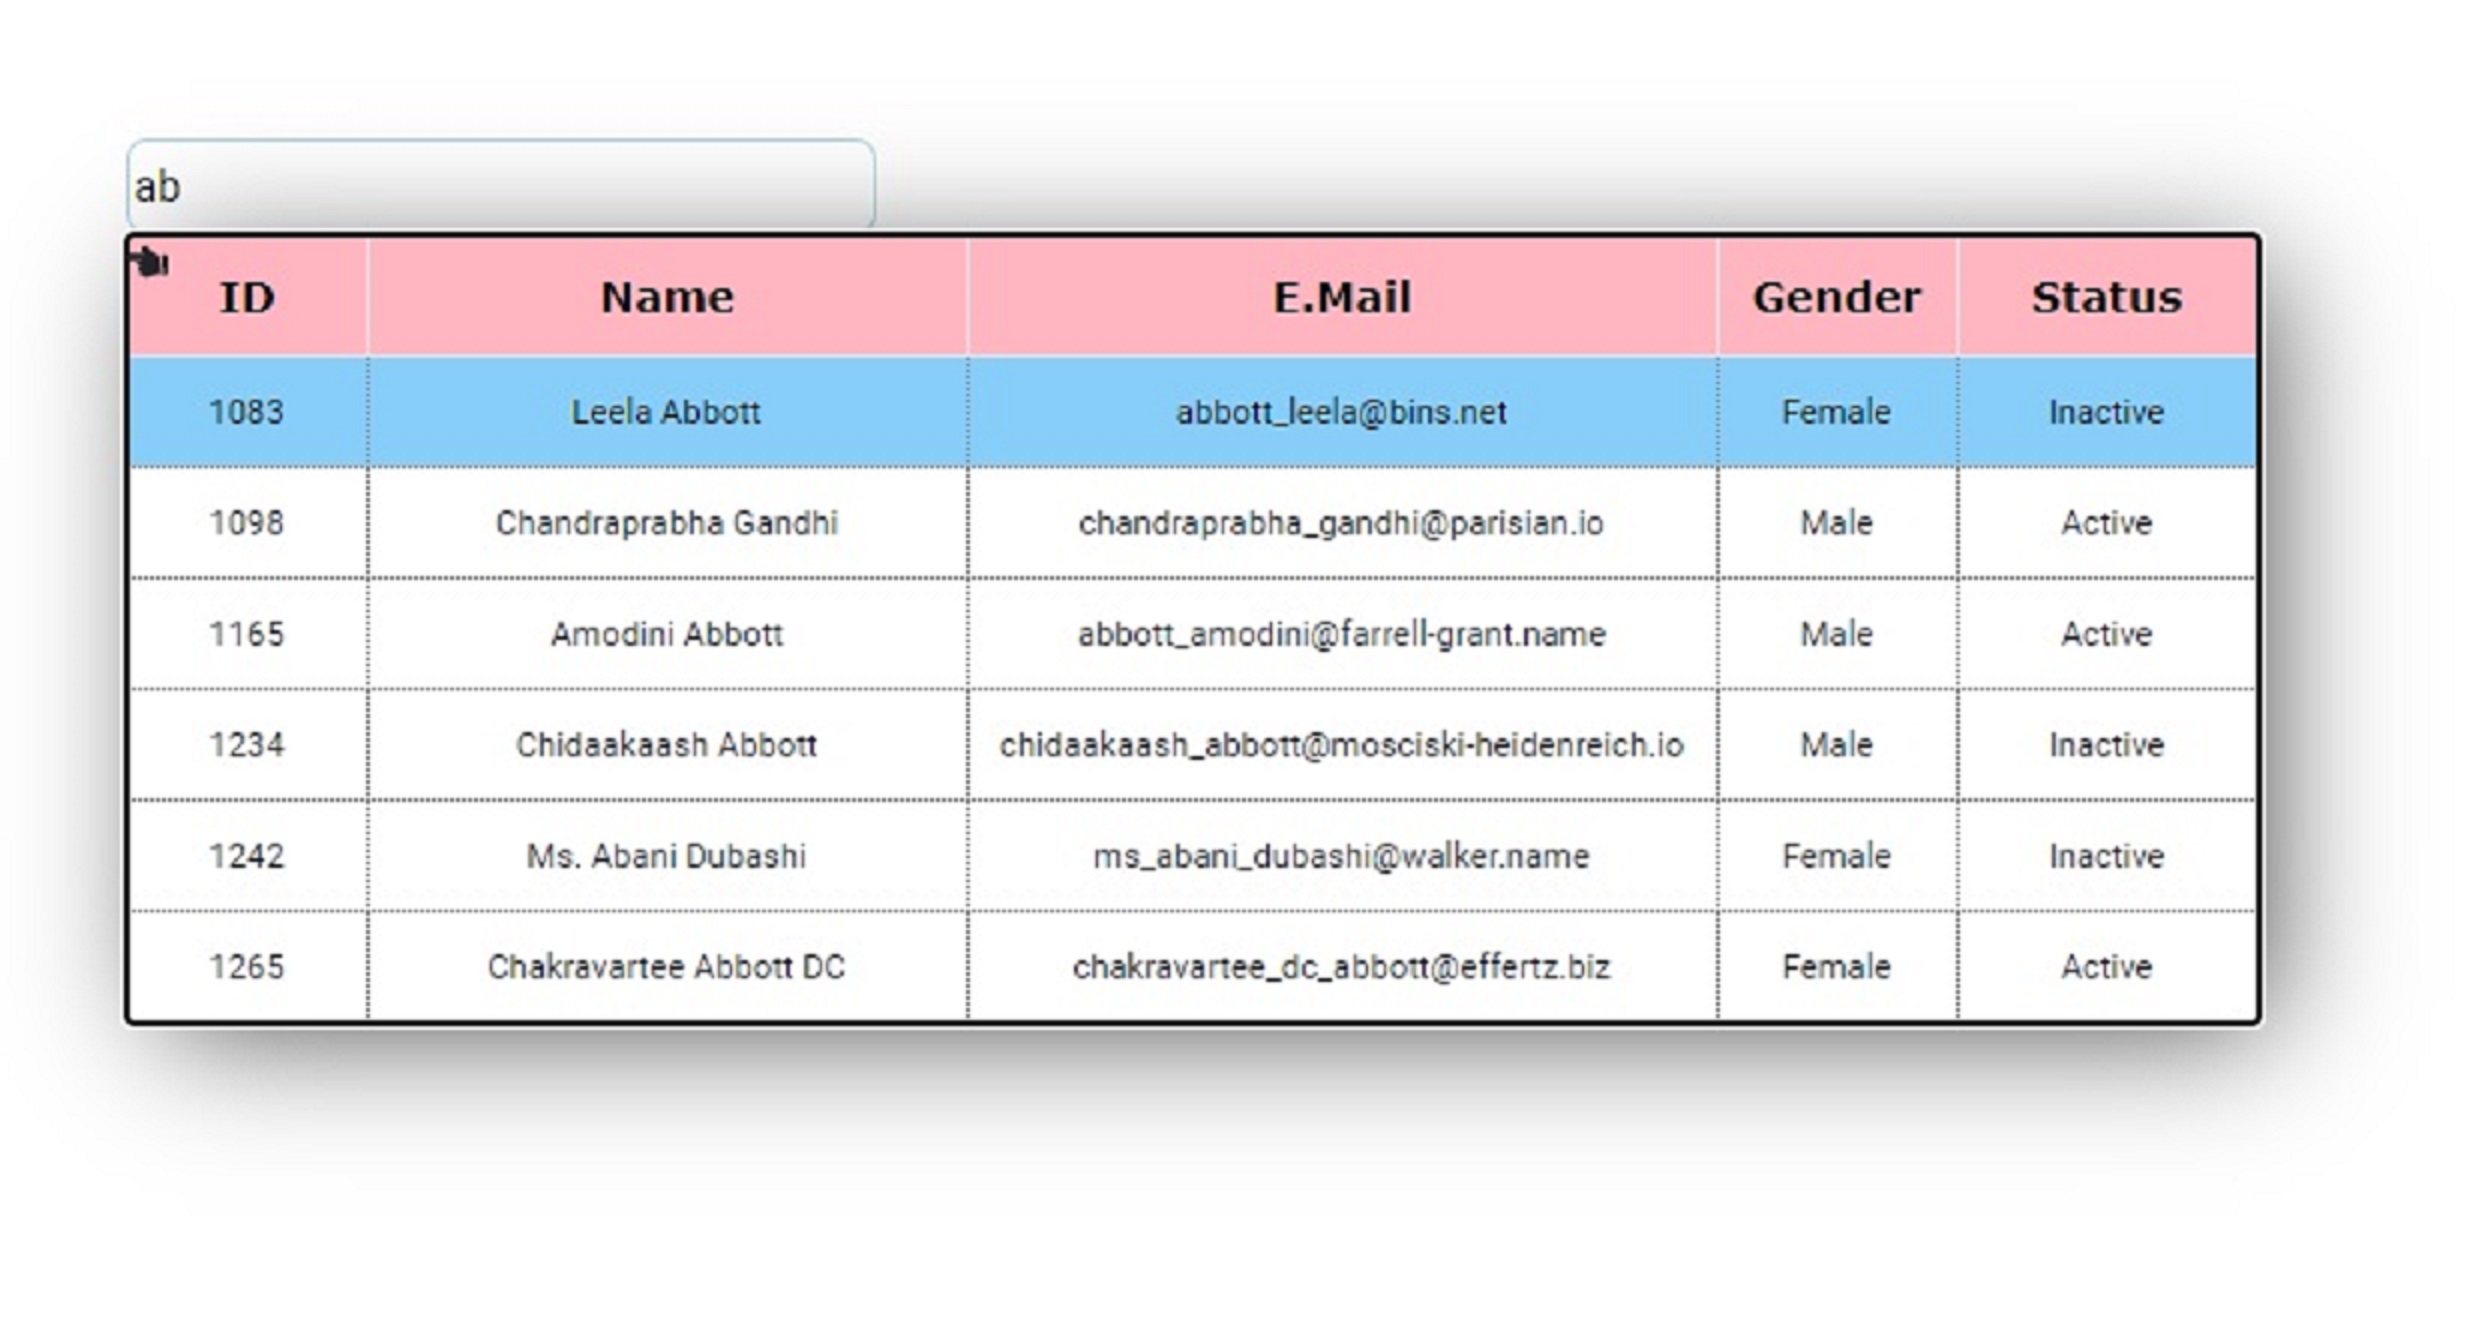 ab
ID Name E.Mail Gender Status
1083 Leela Abbott abbott_leela@bins.net Female Inactive
1098 Chandraprabha Gandhi chandraprabha_gandhi@parisian.io Male Active
1165 Amodini Abbott abbott_amodini@farrell-grant.name Male Active
1234 Chidaakaash Abbott chidaakaash_abbott@mosciski-heidenreich.io Male Inactive
1242 Ms. Abani Dubashi ms_abani_dubashi@walker.name Female Inactive
1265 Chakravartee Abbott DC chakravartee_dc_abbott@effertz.biz Female Active